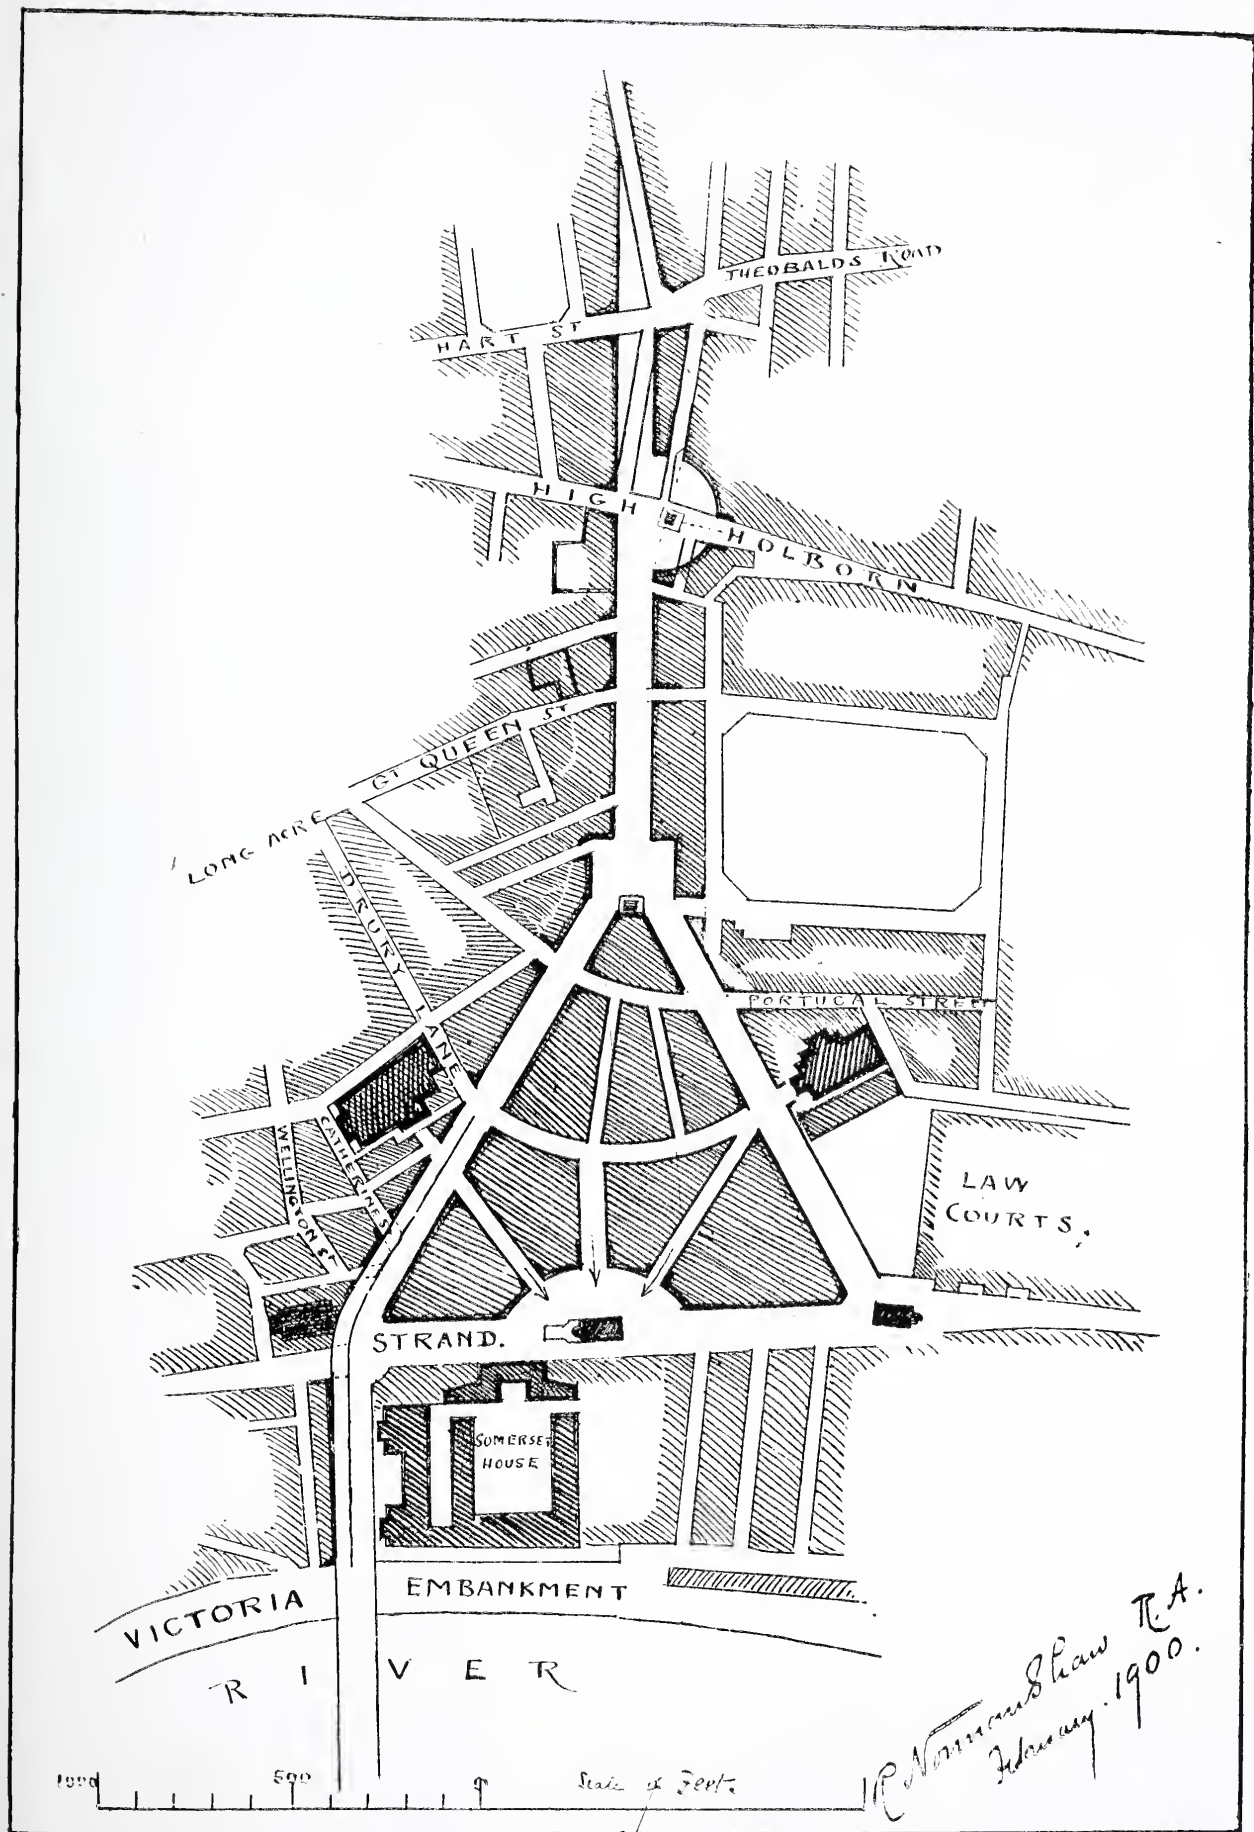 THEOBALDS ROAD
HART ST
HIGH HOLBORN
GT QUEEN ST
LONG ACRE
DRURY LANE
PORTUGAL STREET
CATHERINE ST
WELLINGTON ST
LAW
COURTS.
STRAND.
SOMERSET
HOUSE
VICTORIA EMBANKMENT
RIVER
R. Norman Shaw R.A.
February. 1900.
1000 500 0 Scale of Feet